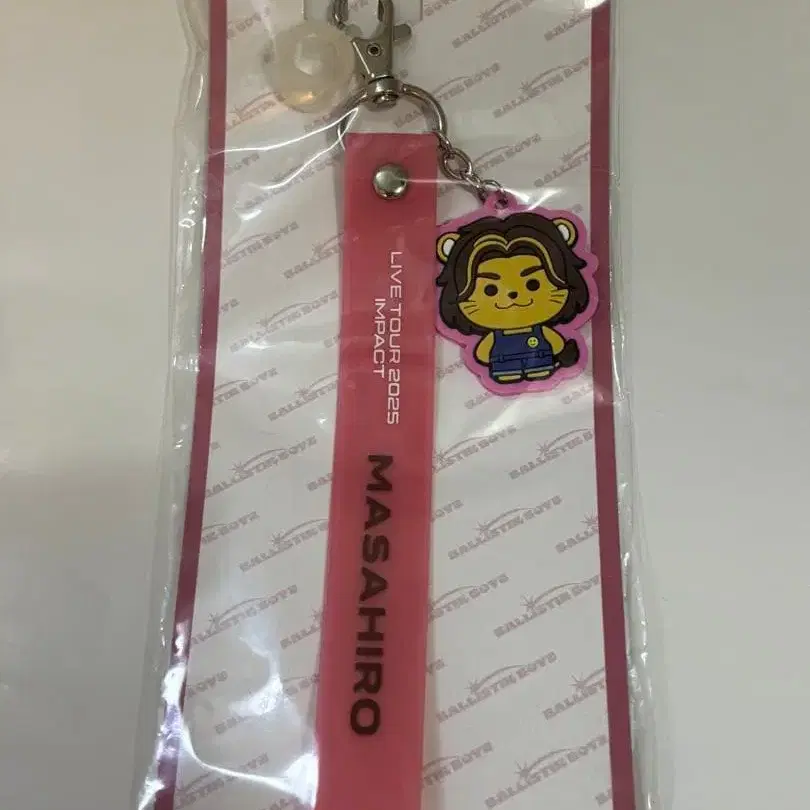 BALLISTIK BOYZ
LIVE TOUR 2025
IMPACT
MASAHIRO